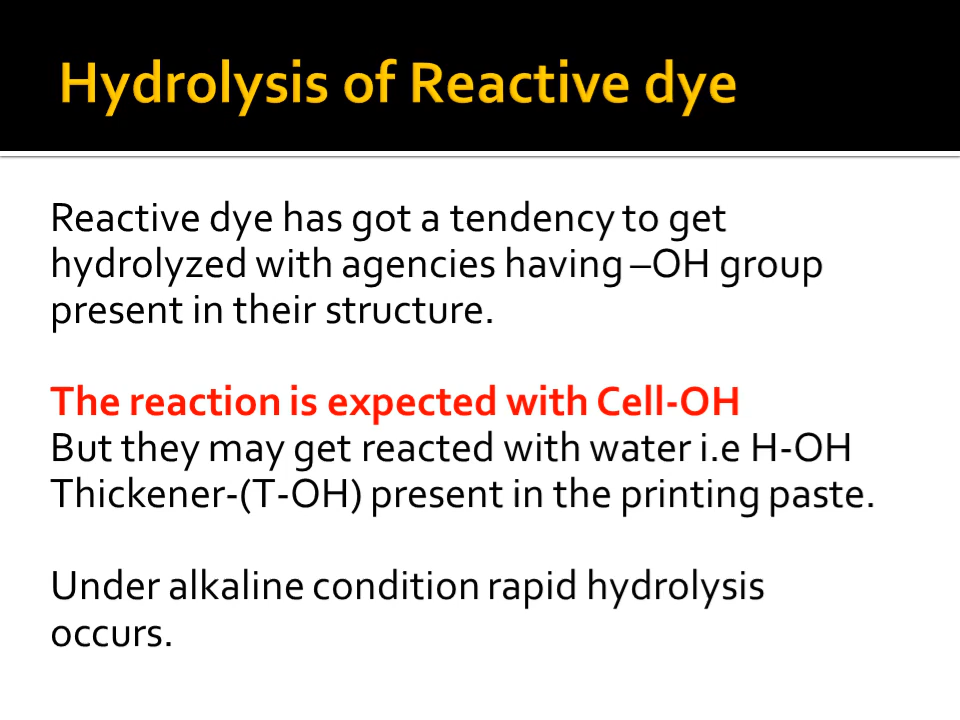 Hydrolysis of Reactive dye
Reactive dye has got a tendency to get
hydrolyzed with agencies having –OH group
present in their structure.
The reaction is expected with Cell-OH
But they may get reacted with water i.e H-OH
Thickener-(T-OH) present in the printing paste.
Under alkaline condition rapid hydrolysis
occurs.